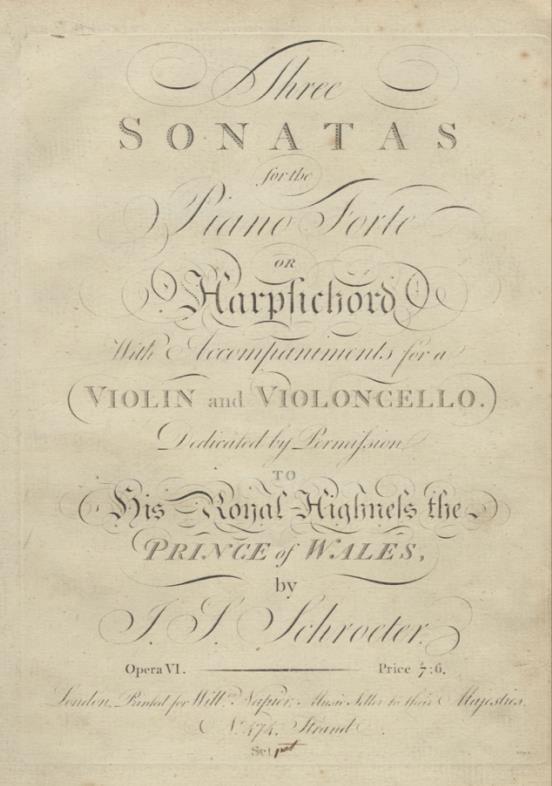 Three
SONATAS
for the
Piano Forte
OR
Harpsichord
With Accompaniments for a
VIOLIN and VIOLONCELLO.
Dedicated by Permiſsion
TO
His Royal Highneſs the
PRINCE of WALES,
by
J. S. Schroeter.
Opera VI. Price 7:6.
London, Printed for Will.m Napier, Music Seller to their Majesties,
No. 474, Strand